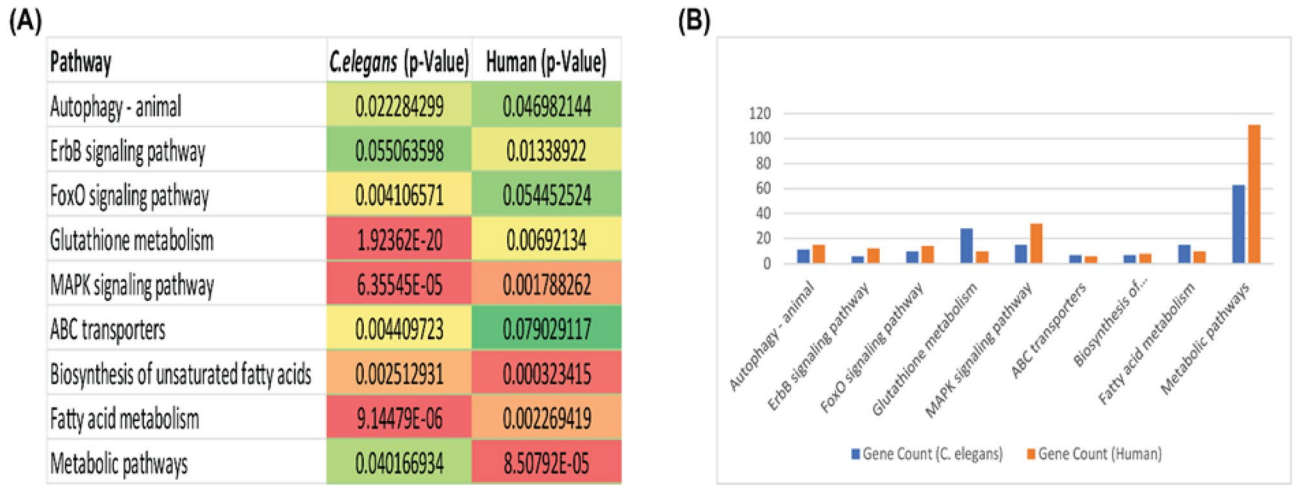 (A)
Pathway C.elegans (p-Value) Human (p-Value)
Autophagy - animal 0.022284299 0.046982144
ErbB signaling pathway 0.055063598 0.01338922
FoxO signaling pathway 0.004106571 0.054452524
Glutathione metabolism 1.92362E-20 0.00692134
MAPK signaling pathway 6.35545E-05 0.001788262
ABC transporters 0.004409723 0.079029117
Biosynthesis of unsaturated fatty acids 0.002512931 0.000323415
Fatty acid metabolism 9.14479E-06 0.002269419
Metabolic pathways 0.040166934 8.50792E-05
(B)
120
100
80
60
40
20
0
Autophagy - animal
ErbB signaling pathway
FoxO signaling pathway
Glutathione metabolism
MAPK signaling pathway
ABC transporters
Biosynthesis of...
Fatty acid metabolism
Metabolic pathways
Gene Count (C. elegans) Gene Count (Human)